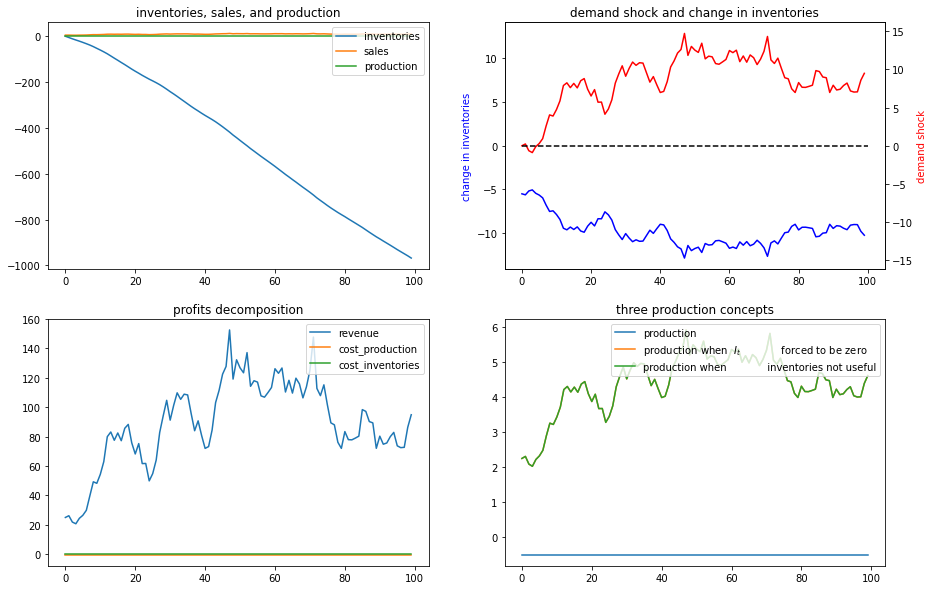 inventories, sales, and production
inventories
sales
production
0
−200
−400
−600
−800
−1000
0 20 40 60 80 100
demand shock and change in inventories
change in inventories
demand shock
10
5
0
−5
−10
15
10
5
0
−5
−10
−15
0 20 40 60 80 100
profits decomposition
revenue
cost_production
cost_inventories
160
140
120
100
80
60
40
20
0
0 20 40 60 80 100
three production concepts
production
production when I_t forced to be zero
production when inventories not useful
6
5
4
3
2
1
0
0 20 40 60 80 100